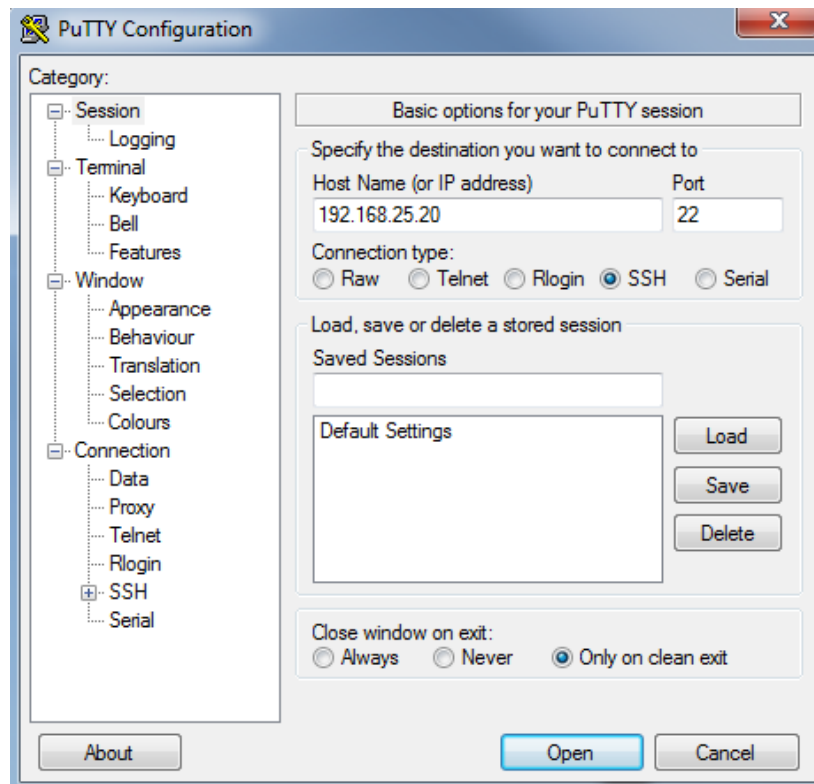 PuTTY Configuration
Category:
Session
Logging
Terminal
Keyboard
Bell
Features
Window
Appearance
Behaviour
Translation
Selection
Colours
Connection
Data
Proxy
Telnet
Rlogin
SSH
Serial
Basic options for your PuTTY session
Specify the destination you want to connect to
Host Name (or IP address) Port
192.168.25.20 22
Connection type:
Raw Telnet Rlogin SSH Serial
Load, save or delete a stored session
Saved Sessions
Default Settings
Load
Save
Delete
Close window on exit:
Always Never Only on clean exit
About Open Cancel